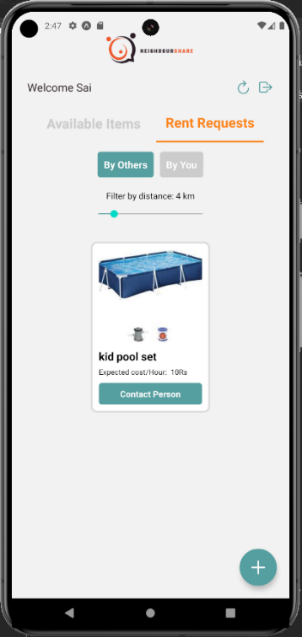 2:47
NEIGHBOURSHARE
Welcome Sai
Available Items
Rent Requests
By Others
By You
Filter by distance: 4 km
kid pool set
Expected cost/Hour: 10Rs
Contact Person